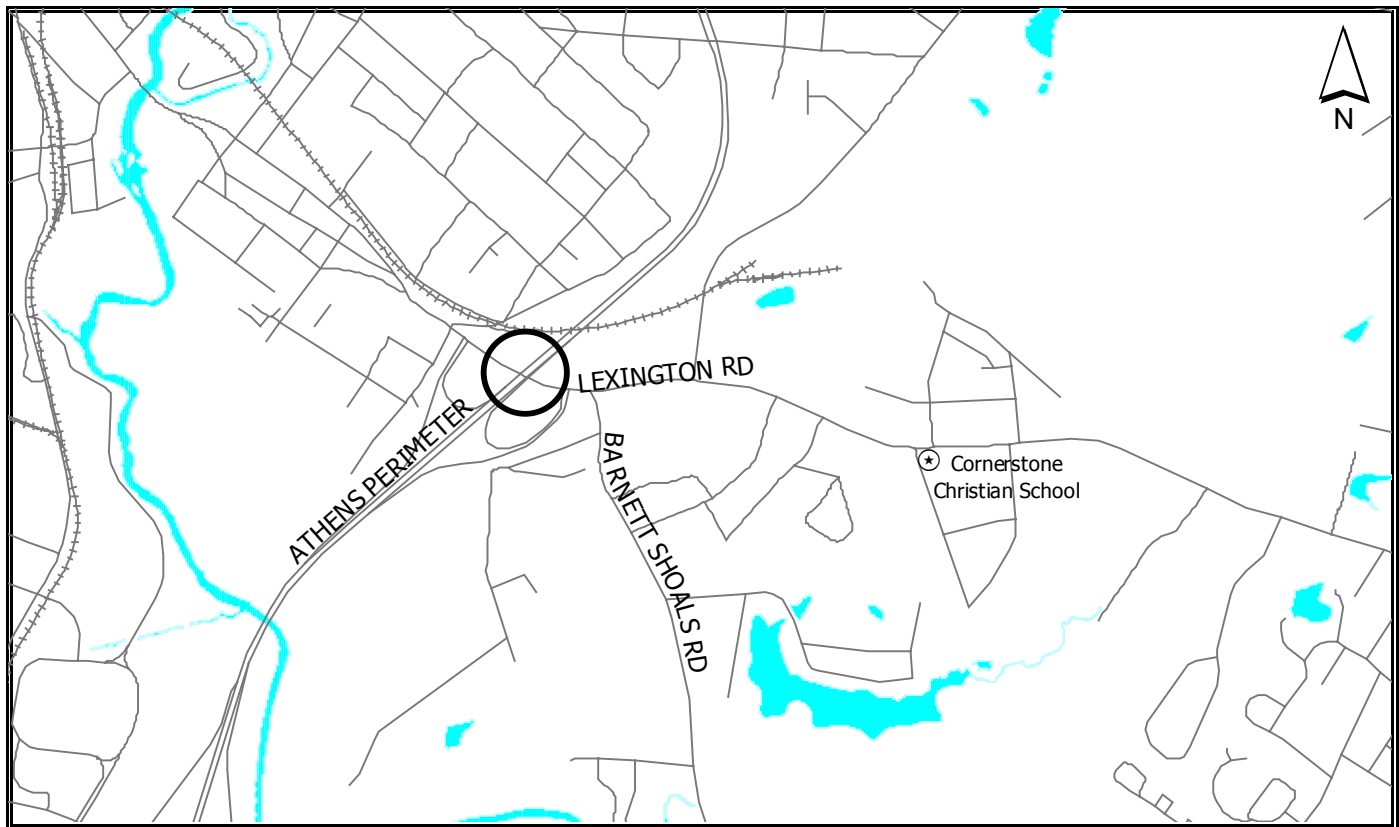 N
LEXINGTON RD
ATHENS PERIMETER
BARNETT SHOALS RD
Cornerstone
Christian School